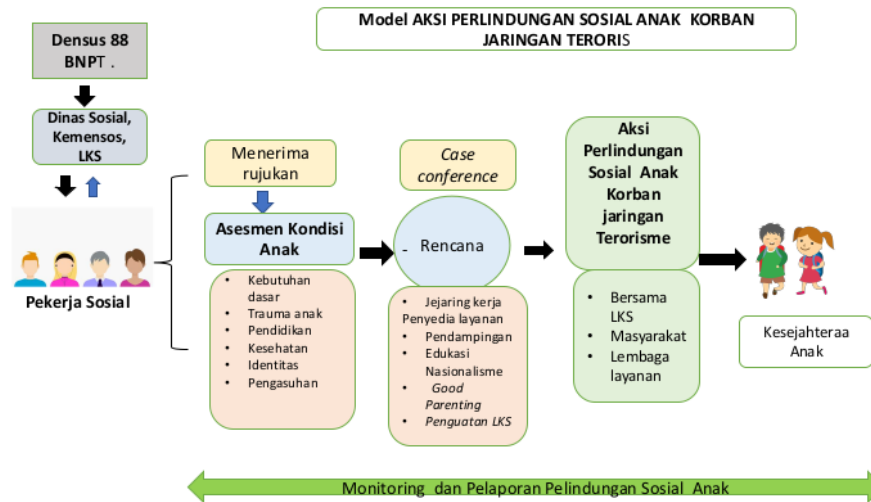 Model AKSI PERLINDUNGAN SOSIAL ANAK KORBAN
JARINGAN TERORIS
Densus 88
BNPT .
Dinas Sosial,
Kemensos,
LKS
Pekerja Sosial
Menerima
rujukan
Asesmen Kondisi
Anak
• Kebutuhan
dasar
• Trauma anak
• Pendidikan
• Kesehatan
• Identitas
• Pengasuhan
Case
conference
- Rencana
• Jejaring kerja
Penyedia layanan
• Pendampingan
• Edukasi
Nasionalisme
• Good
Parenting
• Penguatan LKS
Aksi
Perlindungan
Sosial Anak
Korban
jaringan
Terorisme
• Bersama
LKS
• Masyarakat
• Lembaga
layanan
Kesejahteraa
Anak
Monitoring dan Pelaporan Pelindungan Sosial Anak